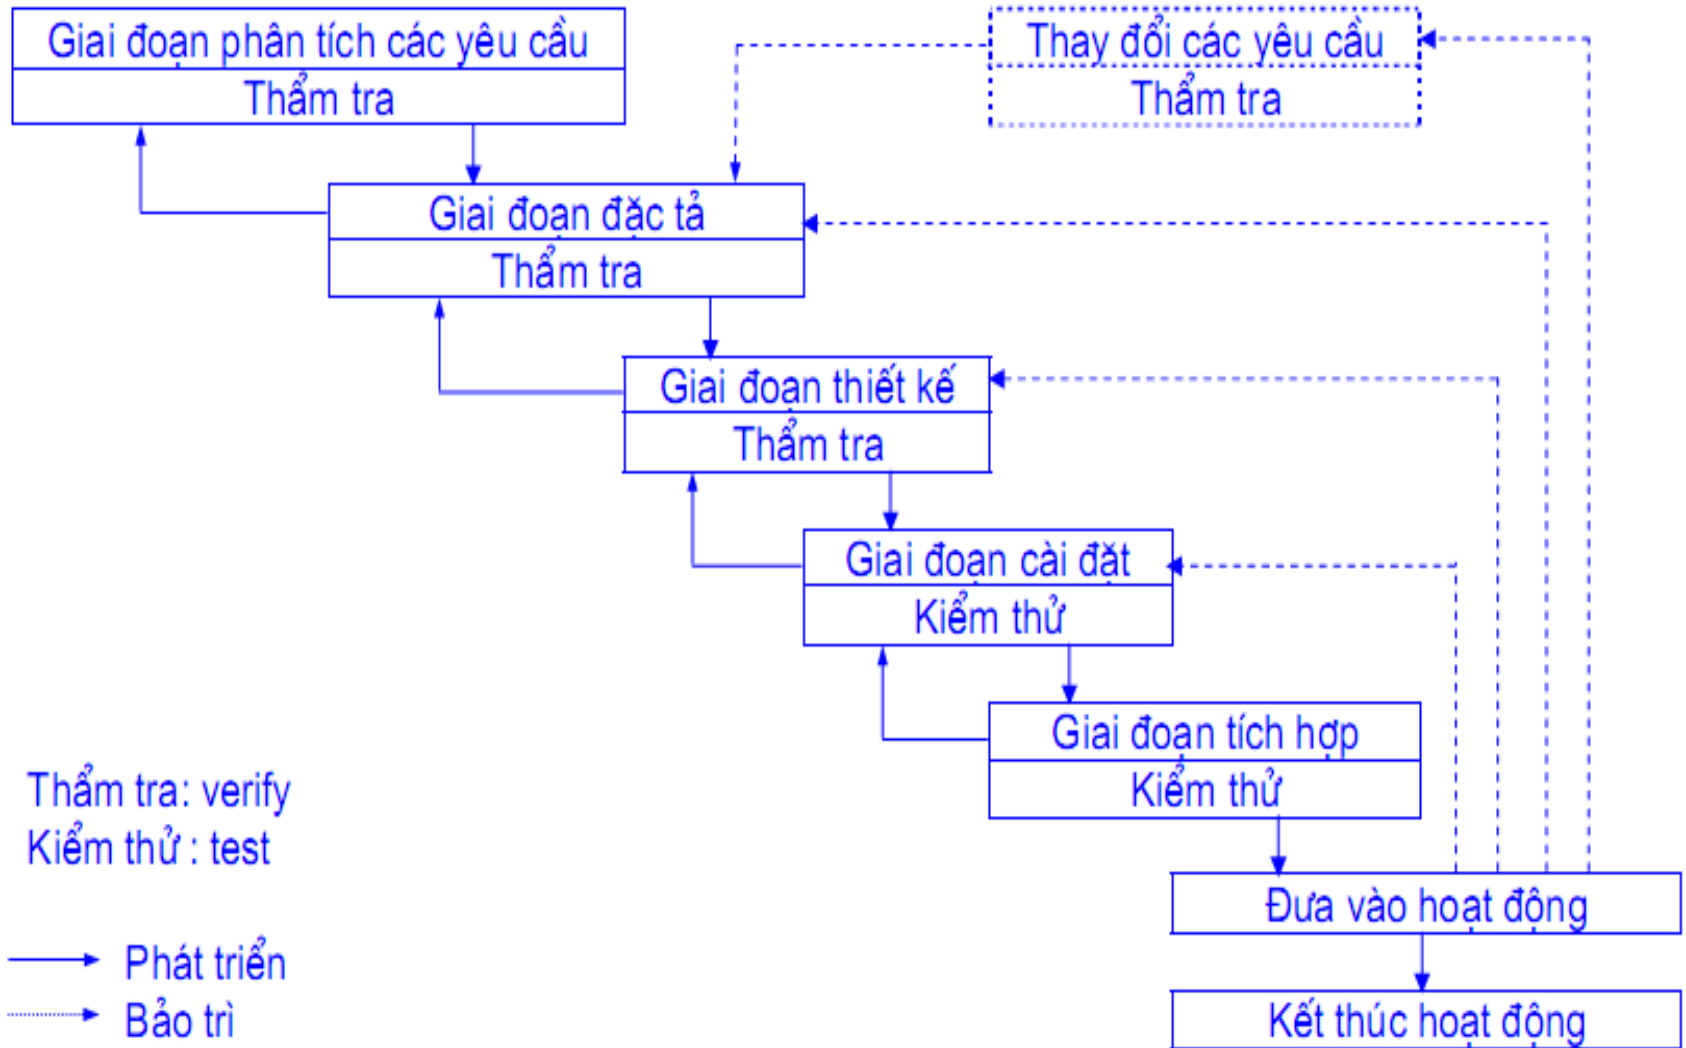 Giai đoạn phân tích các yêu cầu
Thẩm tra
Thay đổi các yêu cầu
Thẩm tra
Giai đoạn đặc tả
Thẩm tra
Giai đoạn thiết kế
Thẩm tra
Giai đoạn cài đặt
Kiểm thử
Giai đoạn tích hợp
Kiểm thử
Đưa vào hoạt động
Kết thúc hoạt động
Thẩm tra: verify
Kiểm thử : test
Phát triển
Bảo trì